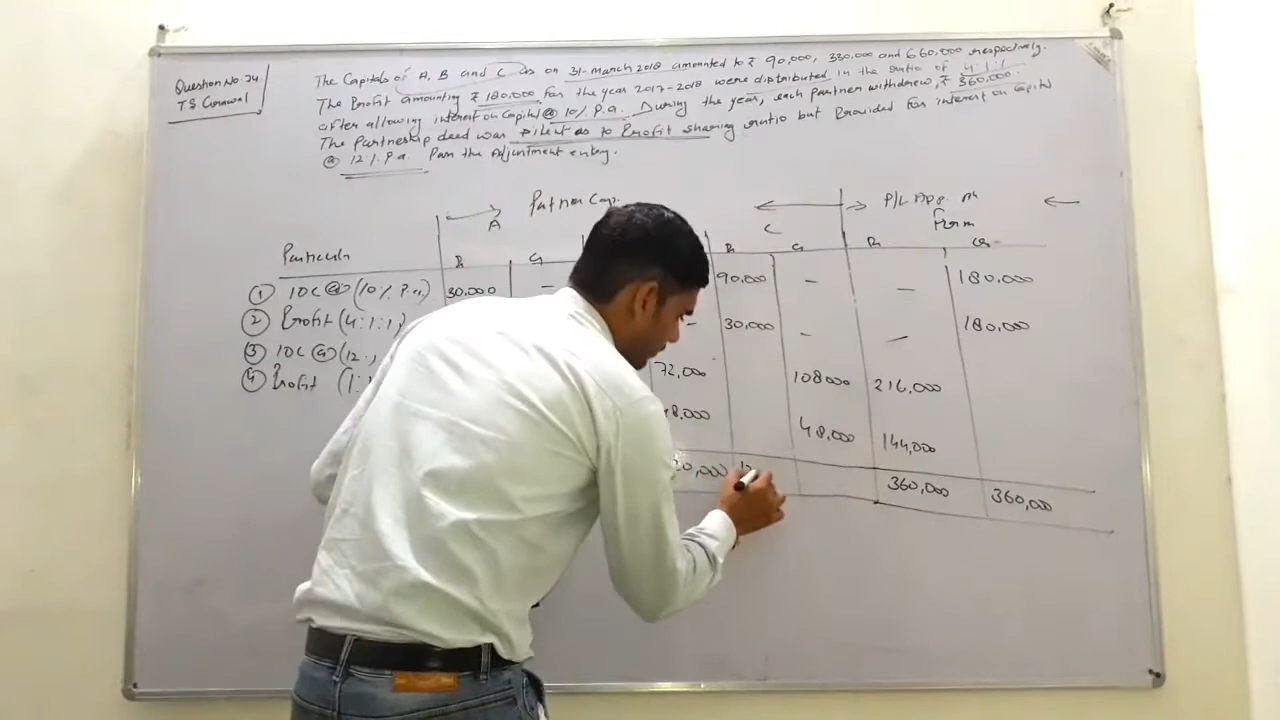 Question No. 34
T.S Grewal
The Capitals of A, B and C as on 31-March 2018 amounted to ₹ 90,000, 330,000 and 660,000 respectively.
The Profit amounting ₹ 180,000 for the year 2017-2018 were distributed in the ratio of 4:1:1
after allowing interest on Capital @ 10% P.a. During the year, each partner withdrew, ₹ 360,000.
The Partnership deed was silent as to Profit sharing ratio but Provided for interest on Capital
@ 12% P.a. Pass the Adjustment entry.
Cap. P/L App. A/c
A C Firm
Particulars
Dr Cr Dr Cr Dr Cr
① IOC @ (10% P.a) 30,000 - 90,000 - - 180,000
② Profit (4:1:1) - 30,000 - - 180,000
③ IOC @ (12 72,000 108000 216,000
④ Profit (1: 48,000 144,000
360,000 360,000